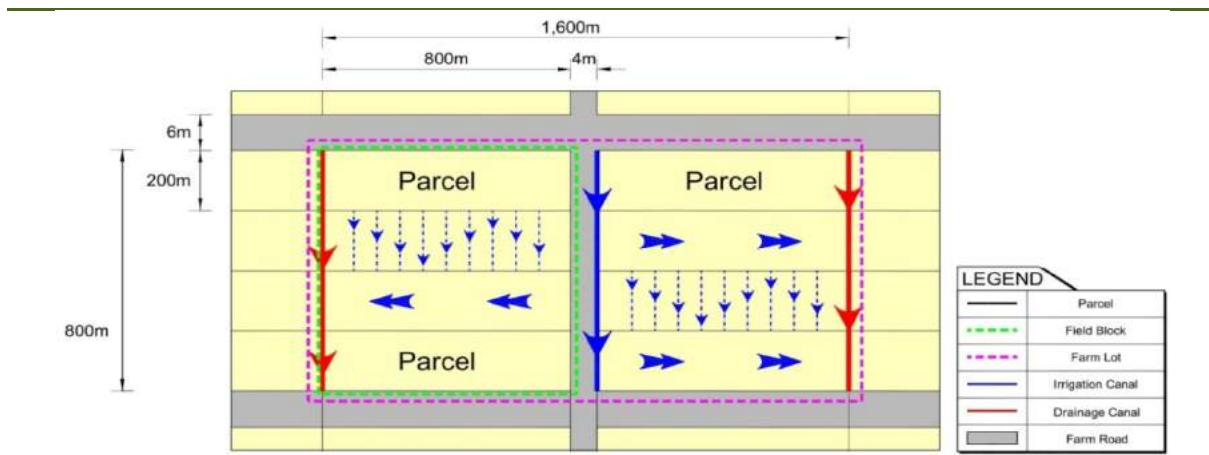 1,600m
800m
4m
6m
200m
Parcel
Parcel
800m
Parcel
LEGEND
Parcel
Field Block
Farm Lot
Irrigation Canal
Drainage Canal
Farm Road